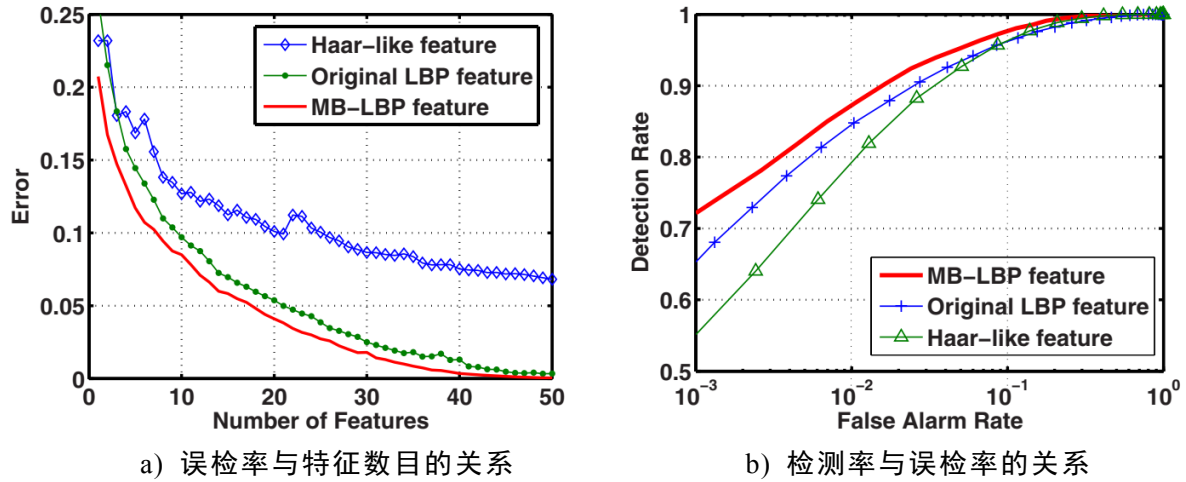 0.25
0.2
0.15
0.1
0.05
0
Error
Haar-like feature
Original LBP feature
MB-LBP feature
0 10 20 30 40 50
Number of Features
a) 误检率与特征数目的关系
1
0.9
0.8
0.7
0.6
0.5
Detection Rate
MB-LBP feature
Original LBP feature
Haar-like feature
10⁻³ 10⁻² 10⁻¹ 10⁰
False Alarm Rate
b) 检测率与误检率的关系